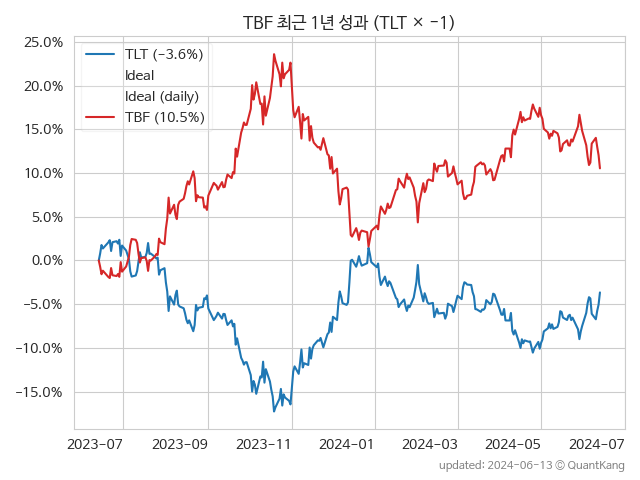 TBF 최근 1년 성과 (TLT × −1)
25.0%
20.0%
15.0%
10.0%
5.0%
0.0%
−5.0%
−10.0%
−15.0%
TLT (−3.6%)
Ideal
Ideal (daily)
TBF (10.5%)
2023-07 2023-09 2023-11 2024-01 2024-03 2024-05 2024-07
updated: 2024-06-13 © QuantKang